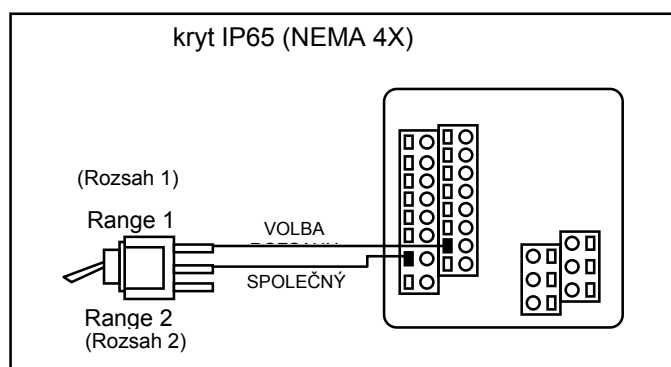 kryt IP65 (NEMA 4X)
(Rozsah 1)
Range 1
VOLBA
SPOLEČNÝ
Range 2
(Rozsah 2)